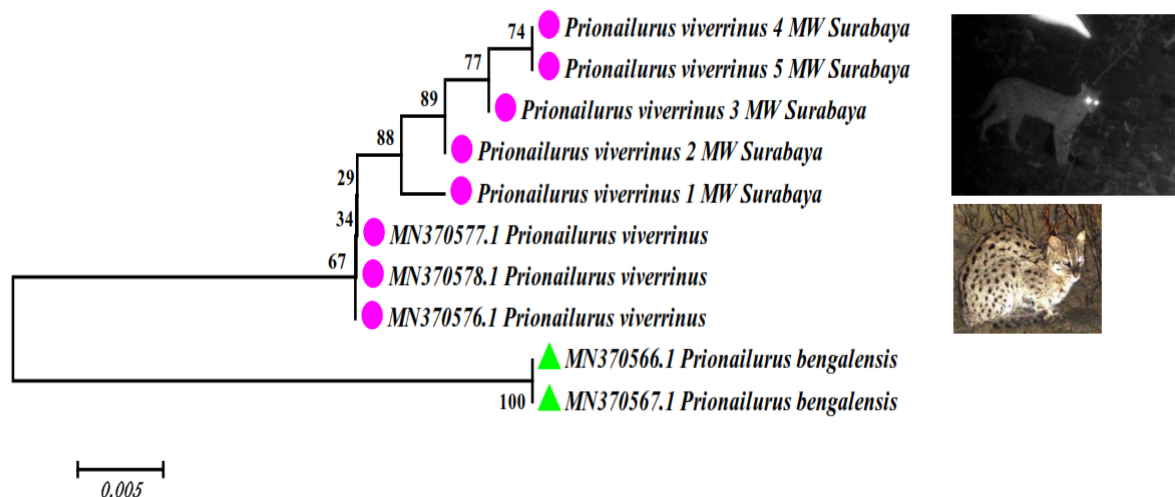 74
Prionailurus viverrinus 4 MW Surabaya
77
Prionailurus viverrinus 5 MW Surabaya
89
Prionailurus viverrinus 3 MW Surabaya
88
Prionailurus viverrinus 2 MW Surabaya
29
Prionailurus viverrinus 1 MW Surabaya
34
MN370577.1 Prionailurus viverrinus
67
MN370578.1 Prionailurus viverrinus
MN370576.1 Prionailurus viverrinus
MN370566.1 Prionailurus bengalensis
100
MN370567.1 Prionailurus bengalensis
0.005